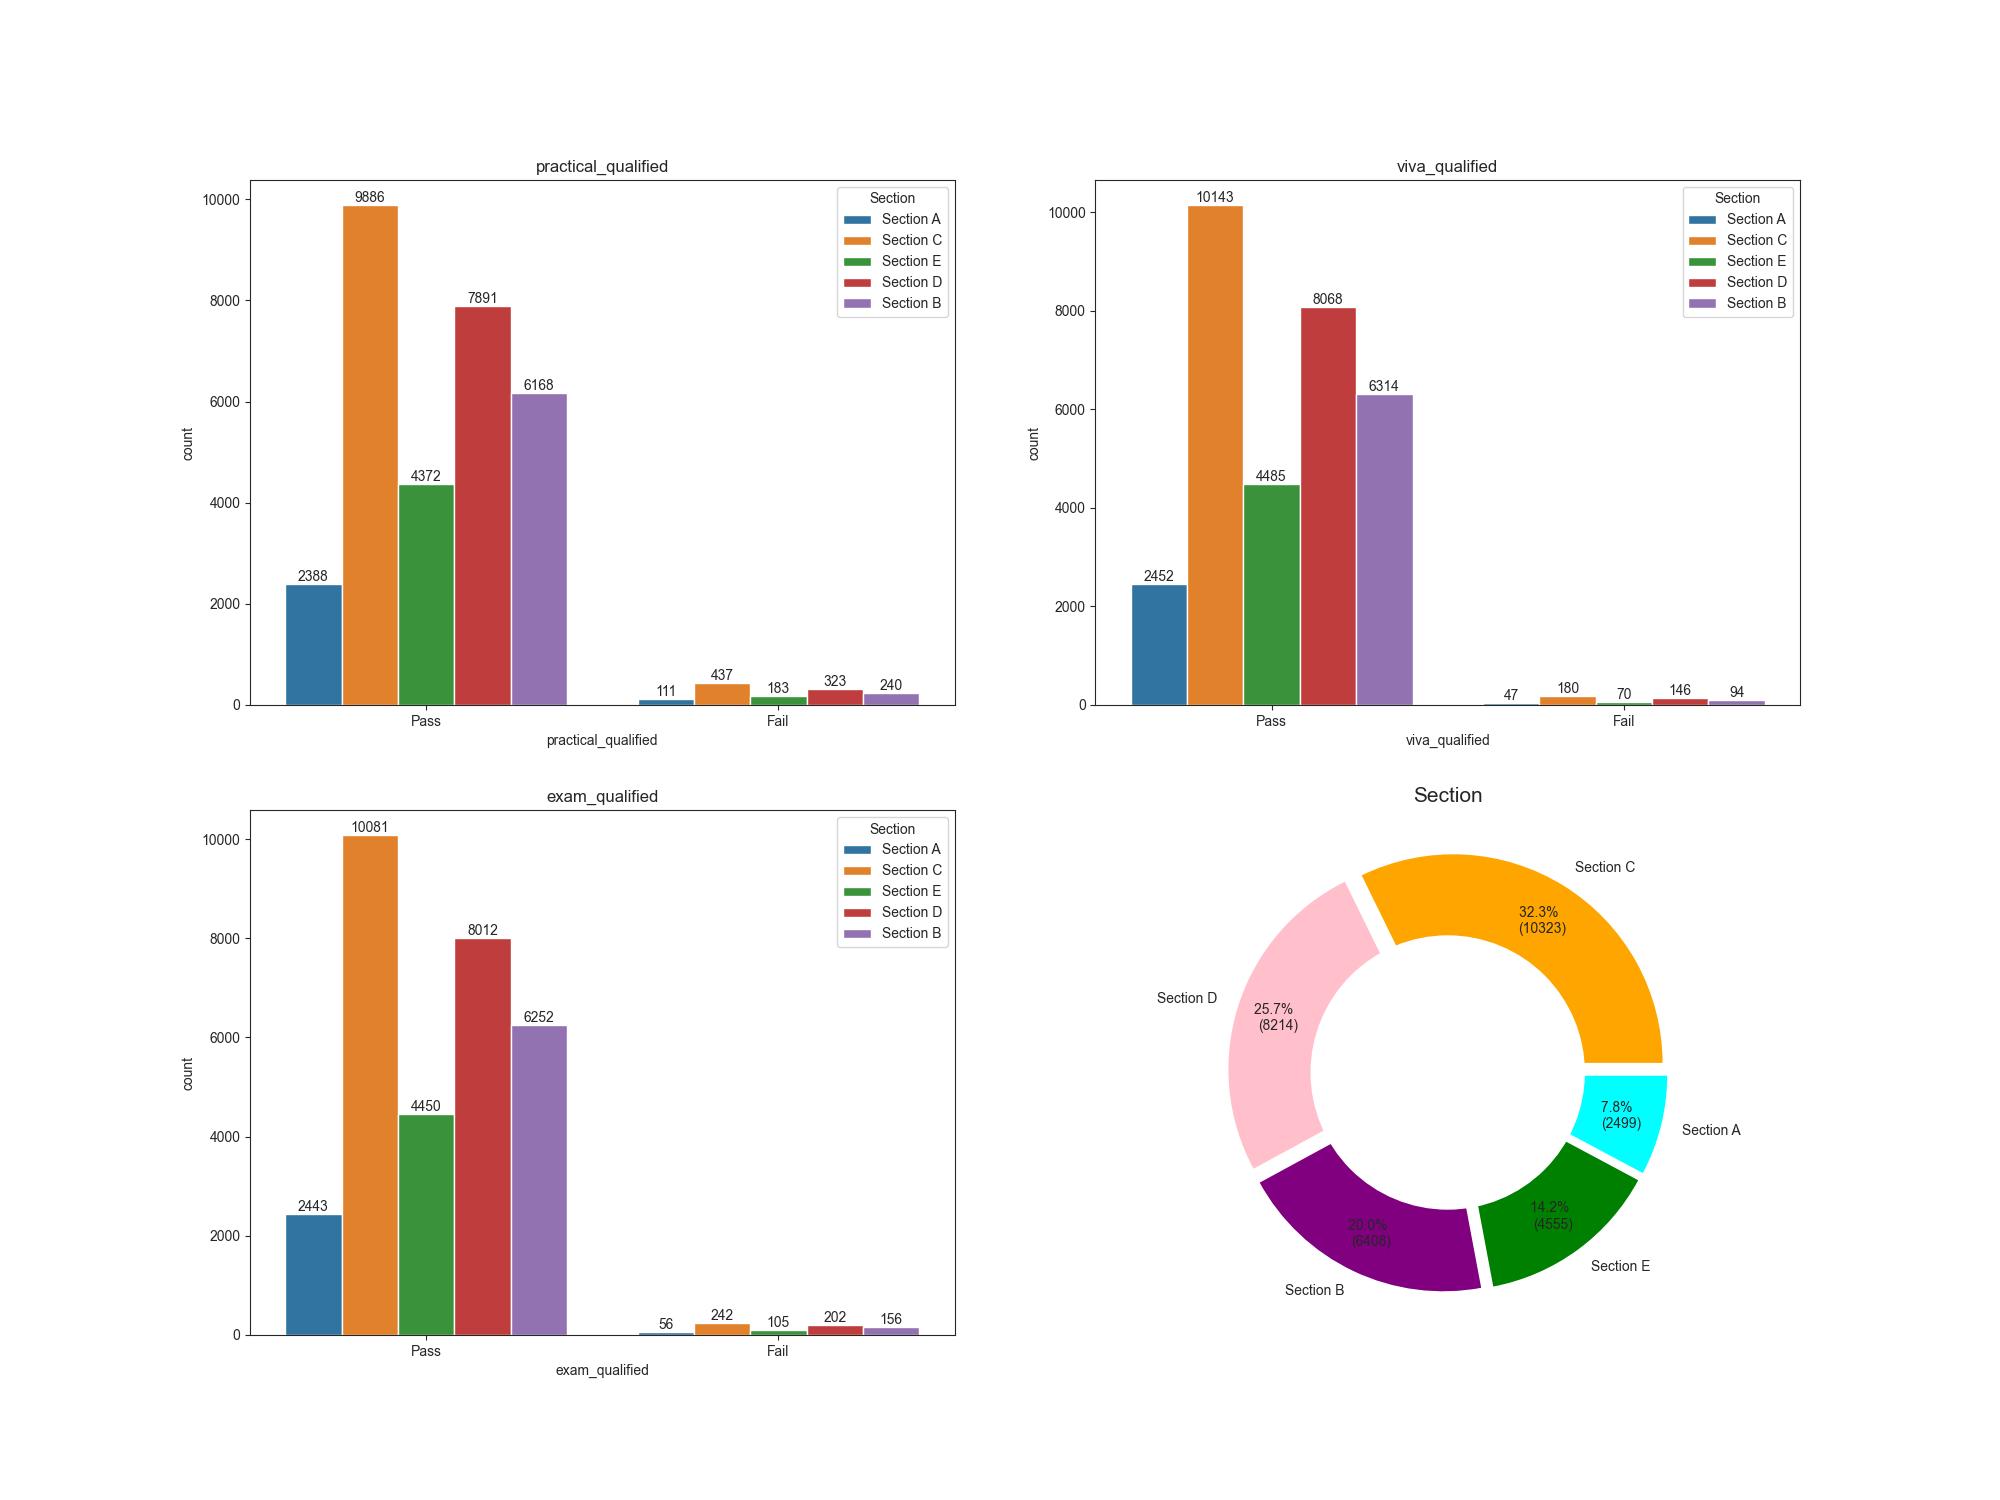 practical_qualified
10000
8000
6000
4000
2000
0
count
9886
7891
6168
4372
2388
437
323
240
183
111
Section
Section A
Section C
Section E
Section D
Section B
Pass
Fail
practical_qualified
viva_qualified
10000
8000
6000
4000
2000
0
count
10143
8068
6314
4485
2452
47
180
70
146
94
Section
Section A
Section C
Section E
Section D
Section B
Pass
Fail
viva_qualified
exam_qualified
10000
8000
6000
4000
2000
0
count
10081
8012
6252
4450
2443
56
242
105
202
156
Section
Section A
Section C
Section E
Section D
Section B
Pass
Fail
exam_qualified
Section
Section C
32.3%
(10323)
Section D
25.7%
(8214)
Section B
20.0%
(6408)
Section E
14.2%
(4555)
Section A
7.8%
(2499)